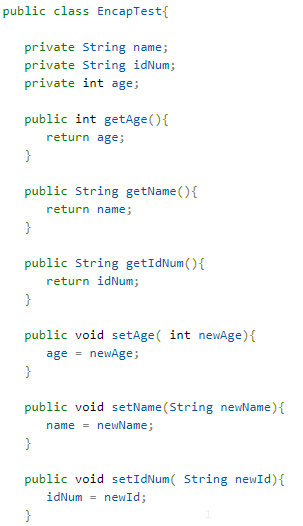 public class EncapTest{
private String name;
private String idNum;
private int age;
public int getAge(){
return age;
}
public String getName(){
return name;
}
public String getIdNum(){
return idNum;
}
public void setAge( int newAge){
age = newAge;
}
public void setName(String newName){
name = newName;
}
public void setIdNum( String newId){
idNum = newId;
}
1